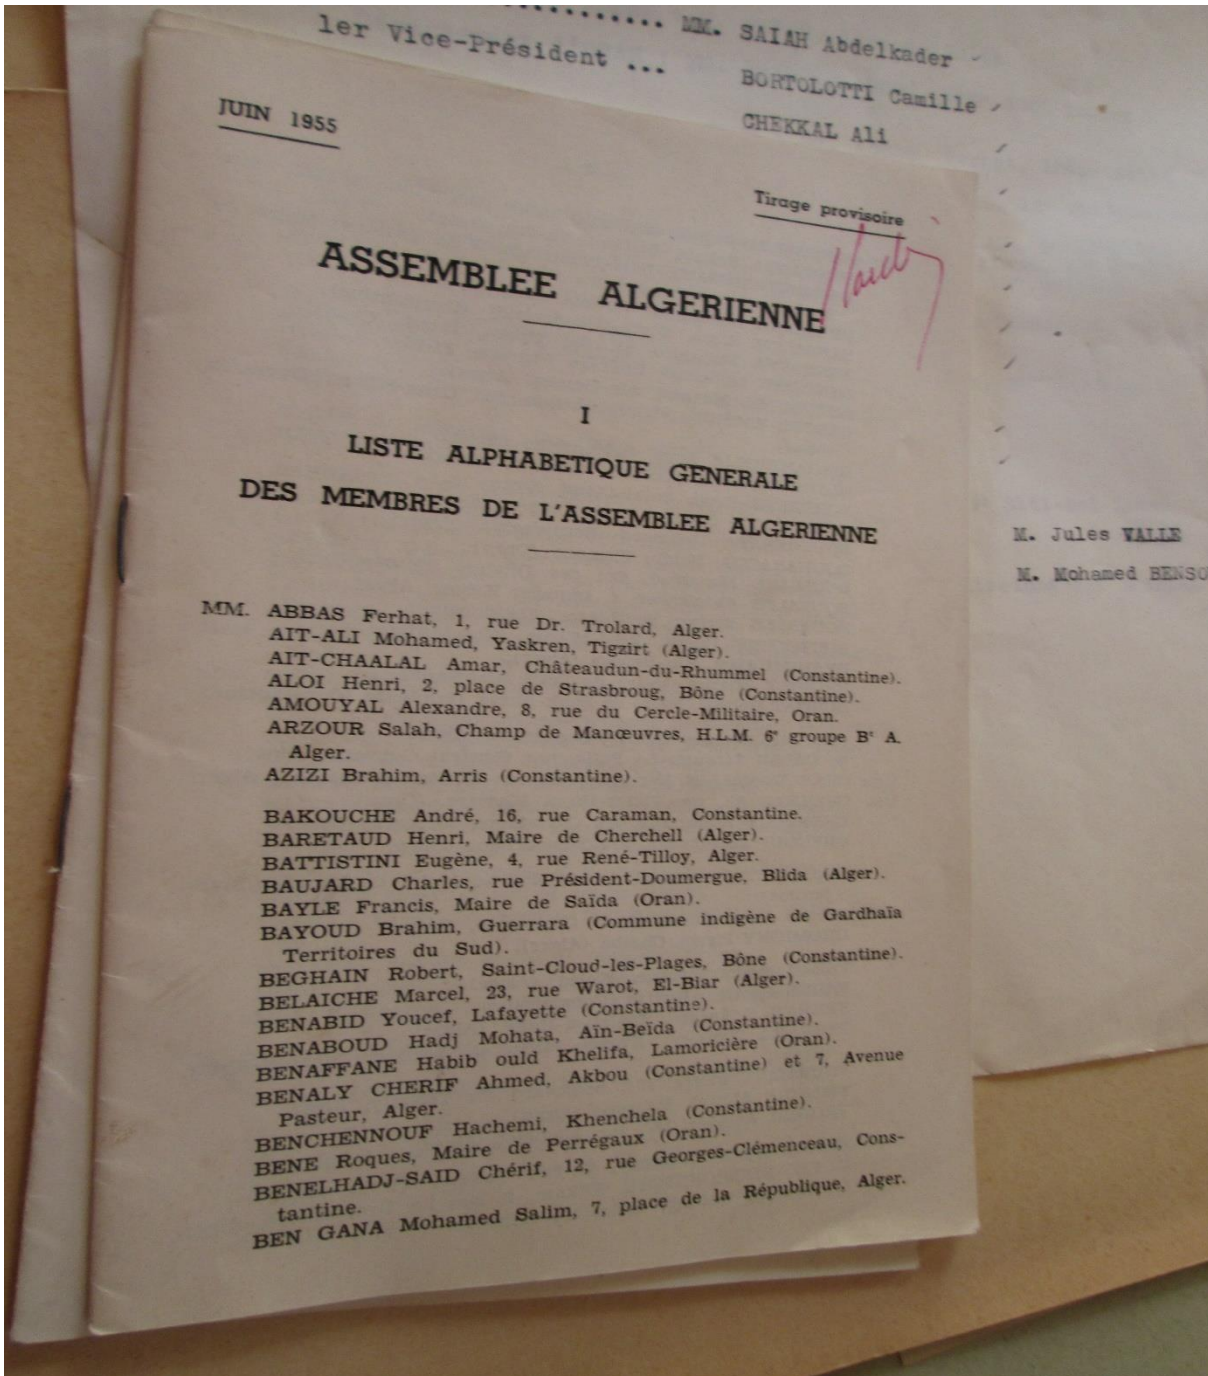 MM. SAIAH Abdelkader
1er Vice-Président ... BORTOLOTTI Camille
CHEKKAL Ali
JUIN 1955
Tirage provisoire
ASSEMBLEE ALGERIENNE
I
LISTE ALPHABETIQUE GENERALE
DES MEMBRES DE L'ASSEMBLEE ALGERIENNE
MM. ABBAS Ferhat, 1, rue Dr. Trolard, Alger.
AIT-ALI Mohamed, Yaskren, Tigzirt (Alger).
AIT-CHAALAL Amar, Châteaudun-du-Rhummel (Constantine).
ALOI Henri, 2, place de Strasbroug, Bône (Constantine).
AMOUYAL Alexandre, 8, rue du Cercle-Militaire, Oran.
ARZOUR Salah, Champ de Manœuvres, H.L.M. 6e groupe Bt A.
Alger.
AZIZI Brahim, Arris (Constantine).
BAKOUCHE André, 16, rue Caraman, Constantine.
BARETAUD Henri, Maire de Cherchell (Alger).
BATTISTINI Eugène, 4, rue René-Tilloy, Alger.
BAUJARD Charles, rue Président-Doumergue, Blida (Alger).
BAYLE Francis, Maire de Saïda (Oran).
BAYOUD Brahim, Guerrara (Commune indigène de Gardhaïa
Territoires du Sud).
BEGHAIN Robert, Saint-Cloud-les-Plages, Bône (Constantine).
BELAICHE Marcel, 23, rue Warot, El-Biar (Alger).
BENABID Youcef, Lafayette (Constantine).
BENABOUD Hadj Mohata, Aïn-Beïda (Constantine).
BENAFFANE Habib ould Khelifa, Lamoricière (Oran).
BENALY CHERIF Ahmed, Akbou (Constantine) et 7, Avenue
Pasteur, Alger.
BENCHENNOUF Hachemi, Khenchela (Constantine).
BENE Roques, Maire de Perrégaux (Oran).
BENELHADJ-SAID Chérif, 12, rue Georges-Clémenceau, Cons-
tantine.
BEN GANA Mohamed Salim, 7, place de la République, Alger.
M. Jules VALLE
M. Mohamed BENSO